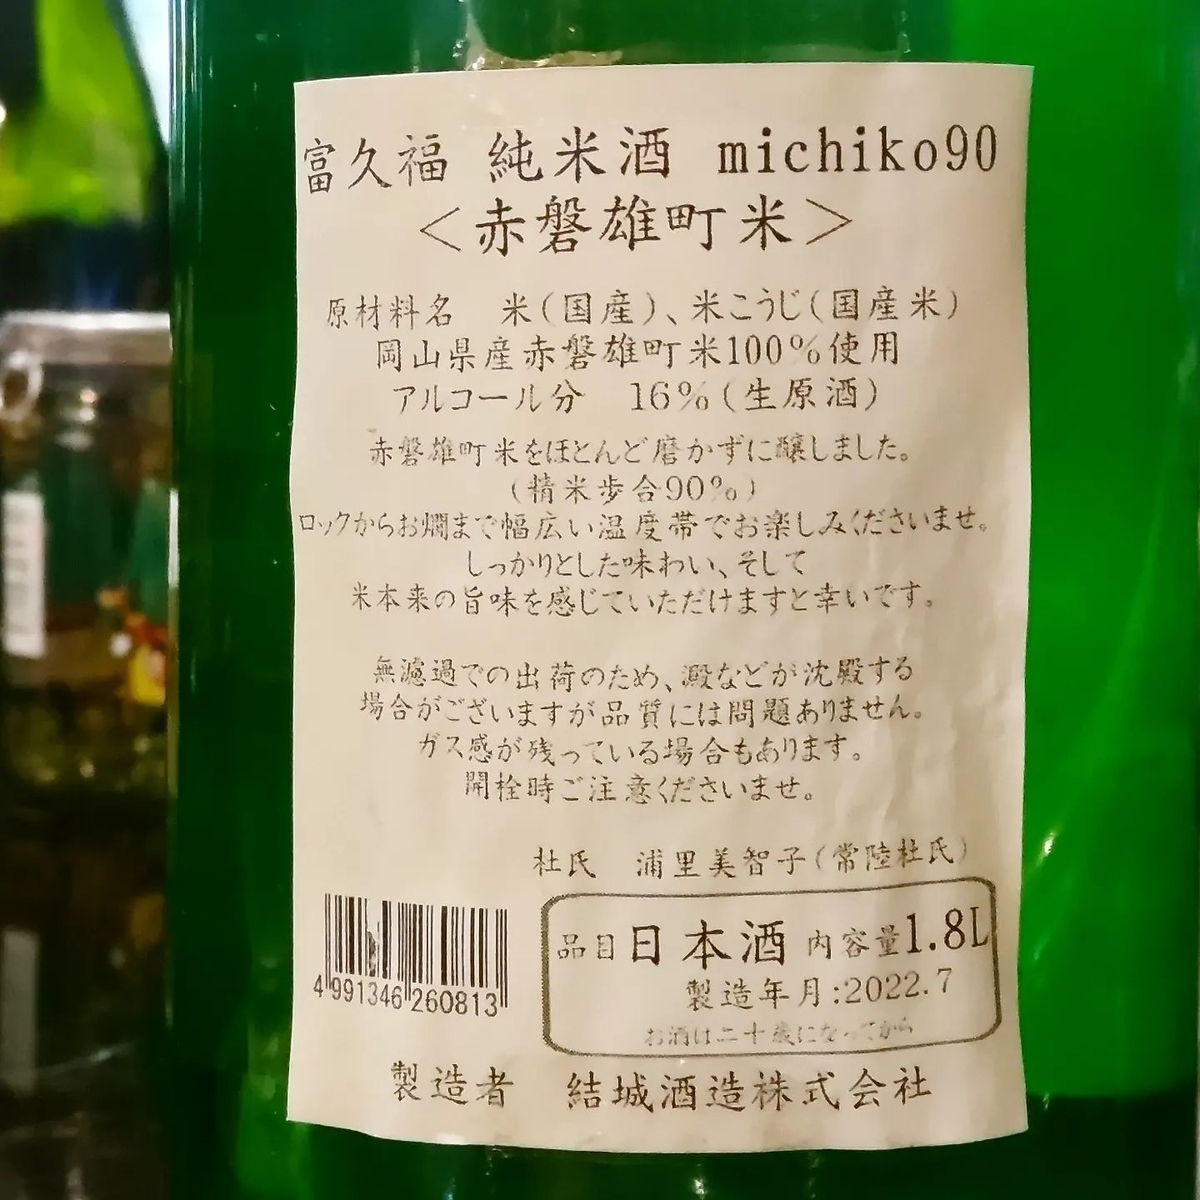 富久福 純米酒 michiko90
＜赤磐雄町米＞
原材料名 米(国産)、米こうじ(国産米)
岡山県産赤磐雄町米100%使用
アルコール分 16%(生原酒)
赤磐雄町米をほとんど磨かずに醸しました。
(精米歩合90%)
ロックからお燗まで幅広い温度帯でお楽しみくださいませ。
しっかりとした味わい、そして
米本来の旨味を感じていただけますと幸いです。
無濾過での出荷のため、澱などが沈殿する
場合がございますが品質には問題ありません。
ガス感が残っている場合もあります。
開栓時ご注意くださいませ。
杜氏 浦里美智子(常陸杜氏)
4 991346 260813
品目 日本酒 内容量1.8L
製造年月:2022.7
お酒は二十歳になってから
製造者 結城酒造株式会社